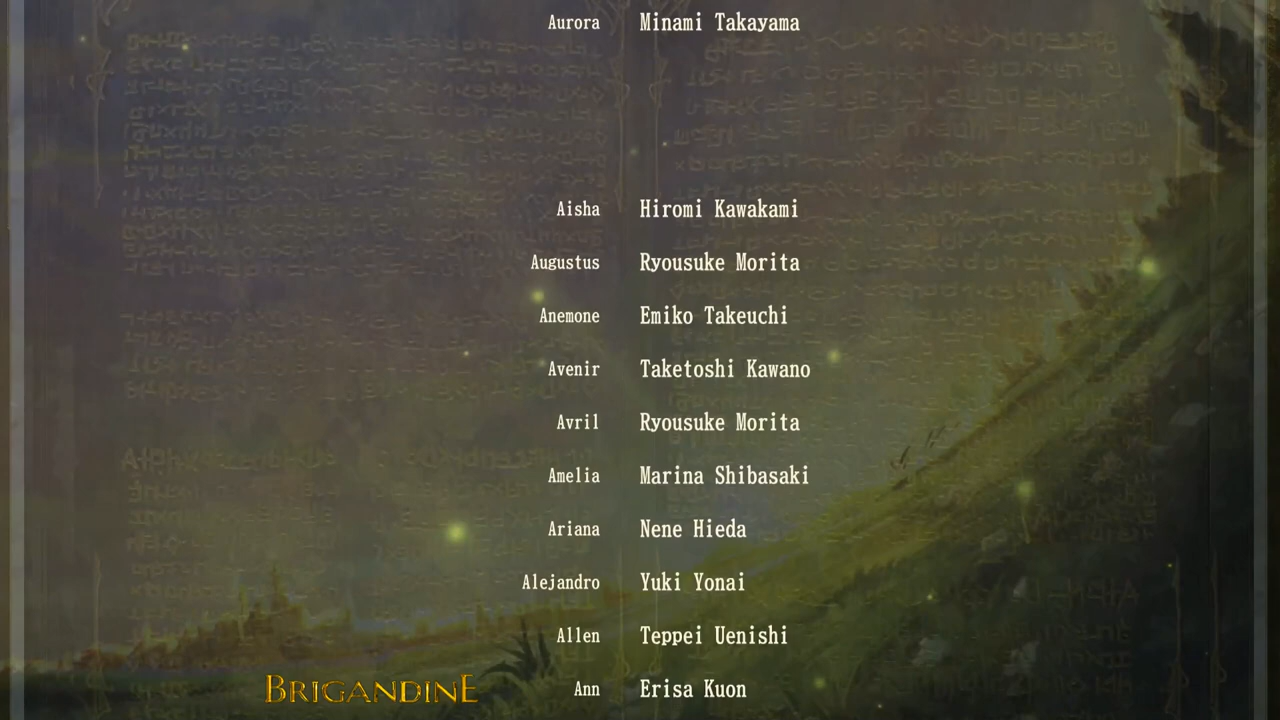 Aurora Minami Takayama
Aisha Hiromi Kawakami
Augustus Ryousuke Morita
Anemone Emiko Takeuchi
Avenir Taketoshi Kawano
Avril Ryousuke Morita
Amelia Marina Shibasaki
Ariana Nene Hieda
Alejandro Yuki Yonai
Allen Teppei Uenishi
Ann Erisa Kuon
BRIGANDINE